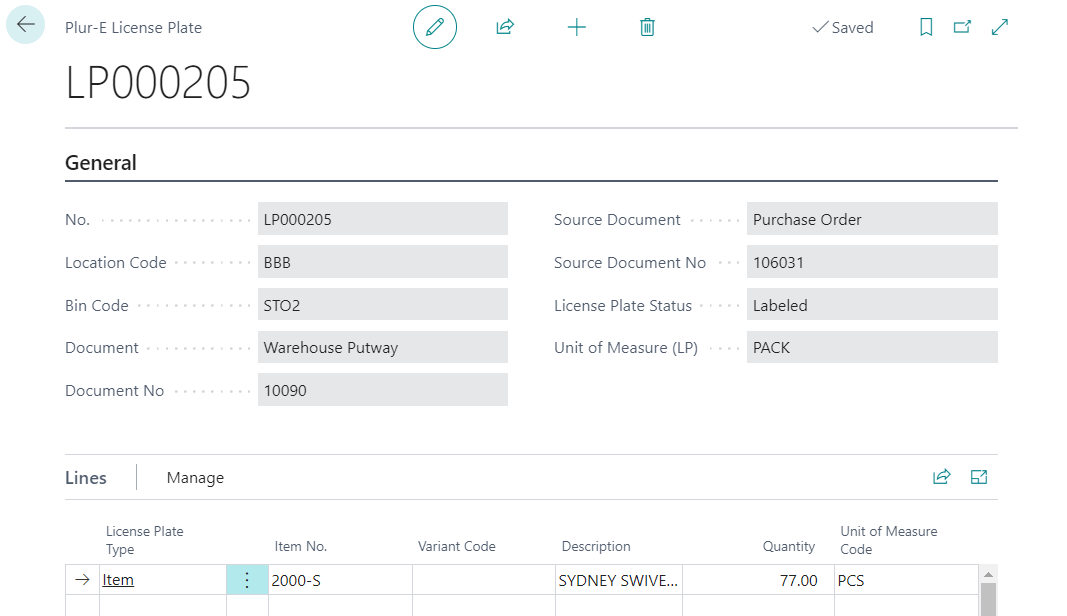 Plur-E License Plate
Saved
LP000205
General
No. LP000205
Source Document Purchase Order
Location Code BBB
Source Document No 106031
Bin Code STO2
License Plate Status Labeled
Document Warehouse Putway
Unit of Measure (LP) PACK
Document No 10090
Lines Manage
License Plate Type Item No. Variant Code Description Quantity Unit of Measure Code
Item 2000-S SYDNEY SWIVE... 77.00 PCS